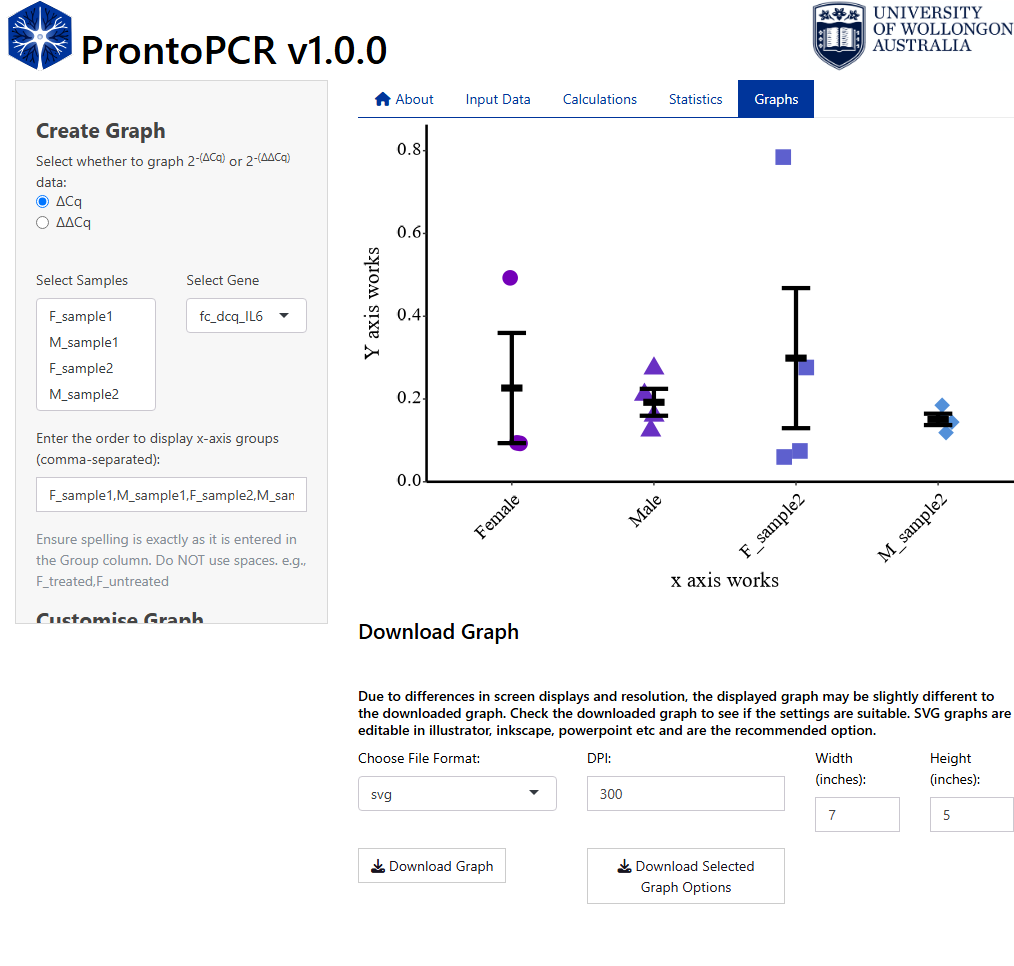 ProntoPCR v1.0.0
UNIVERSITY
OF WOLLONGONG
AUSTRALIA
About
Input Data
Calculations
Statistics
Graphs
Create Graph
Select whether to graph 2-(ΔCq) or 2-(ΔΔCq)
data:
ΔCq
ΔΔCq
Select Samples
Select Gene
F_sample1
M_sample1
F_sample2
M_sample2
fc_dcq_IL6
Enter the order to display x-axis groups
(comma-separated):
F_sample1,M_sample1,F_sample2,M_sam
Ensure spelling is exactly as it is entered in
the Group column. Do NOT use spaces. e.g.,
F_treated,F_untreated
Customise Graph
Y axis works
0.8
0.6
0.4
0.2
0.0
Female
Male
F_sample2
M_sample2
x axis works
Download Graph
Due to differences in screen displays and resolution, the displayed graph may be slightly different to
the downloaded graph. Check the downloaded graph to see if the settings are suitable. SVG graphs are
editable in illustrator, inkscape, powerpoint etc and are the recommended option.
Choose File Format:
svg
DPI:
300
Width
(inches):
7
Height
(inches):
5
Download Graph
Download Selected
Graph Options